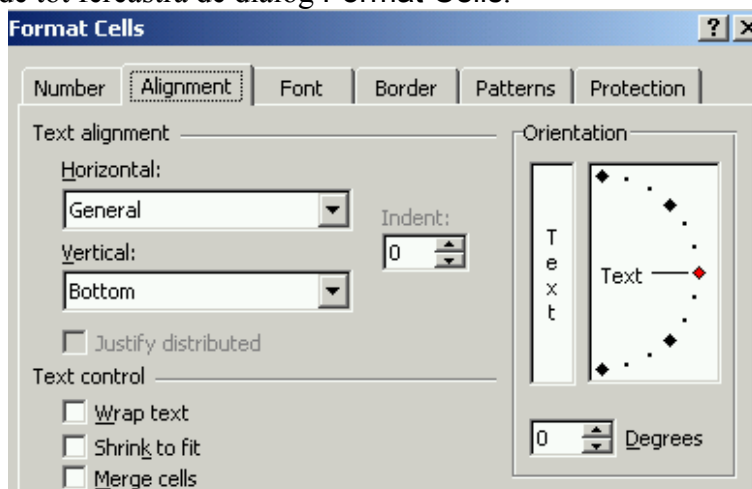 de tot fereastra de dialog Format Cells.
Format Cells
Number Alignment Font Border Patterns Protection
Text alignment
Horizontal:
General
Indent:
0
Vertical:
Bottom
Justify distributed
Text control
Wrap text
Shrink to fit
Merge cells
Orientation
Text
Text
0 Degrees